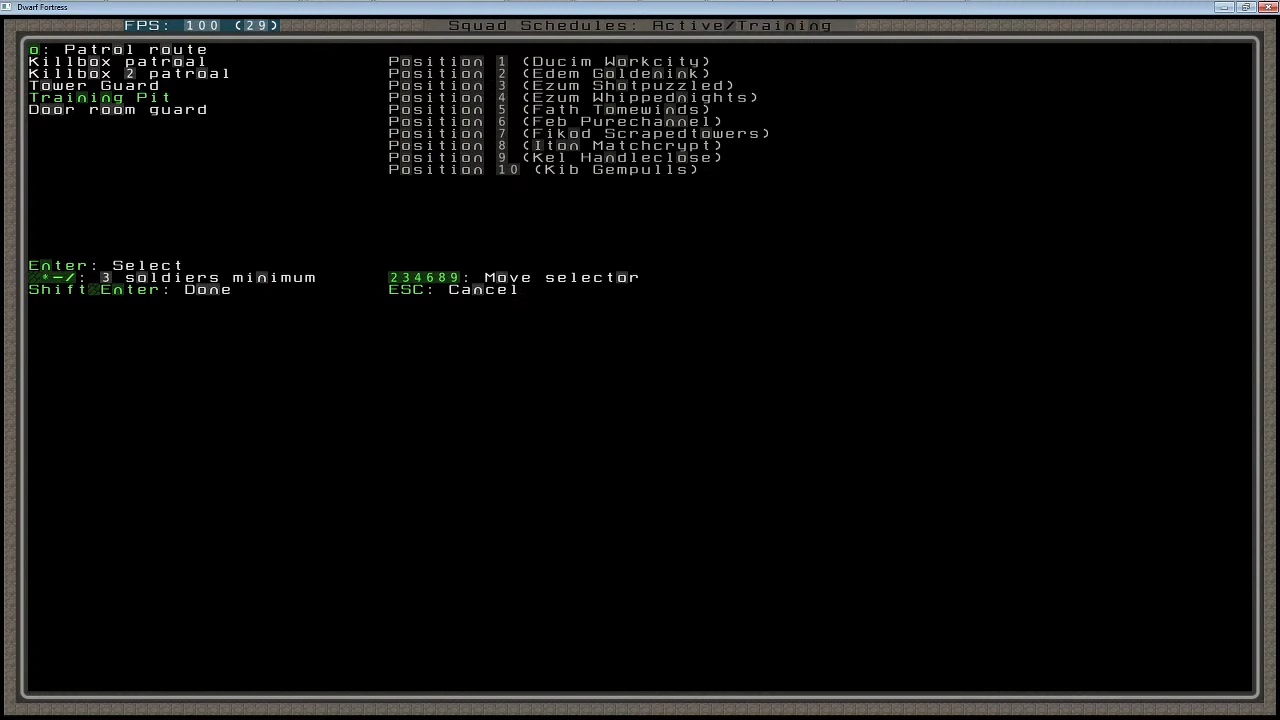 Dwarf Fortress
FPS: 100 (29) Squad Schedules: Active/Training
o: Patrol route
Killbox patroal Position 1 (Ducim Workcity)
Killbox 2 patroal Position 2 (Edem Goldenink)
Tower Guard Position 3 (Ezum Shotpuzzled)
Training Pit Position 4 (Ezum Whippednights)
Door room guard Position 5 (Fath Tomewinds)
Position 6 (Feb Purechannel)
Position 7 (Fikod Scrapedtowers)
Position 8 (Iton Matchcrypt)
Position 9 (Kel Handleclose)
Position 10 (Kib Gempulls)
Enter: Select
*-/: 3 soldiers minimum 234689: Move selector
Shift Enter: Done ESC: Cancel